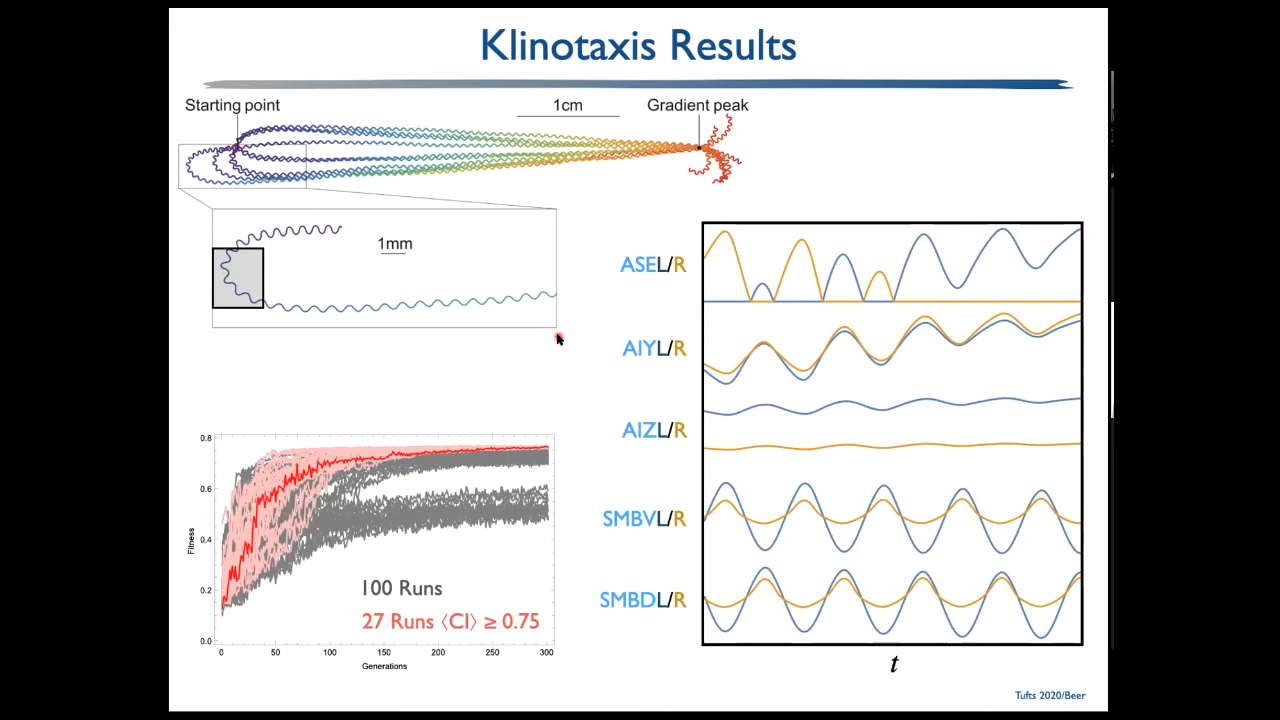 Klinotaxis Results
Starting point
1cm
Gradient peak
1mm
ASEL/R
AIYL/R
AIZL/R
SMBVL/R
SMBDL/R
t
0.8
0.6
0.4
0.2
0.0
Fitness
100 Runs
27 Runs ⟨CI⟩ ≥ 0.75
0 50 100 150 200 250 300
Generations
Tufts 2020/Beer